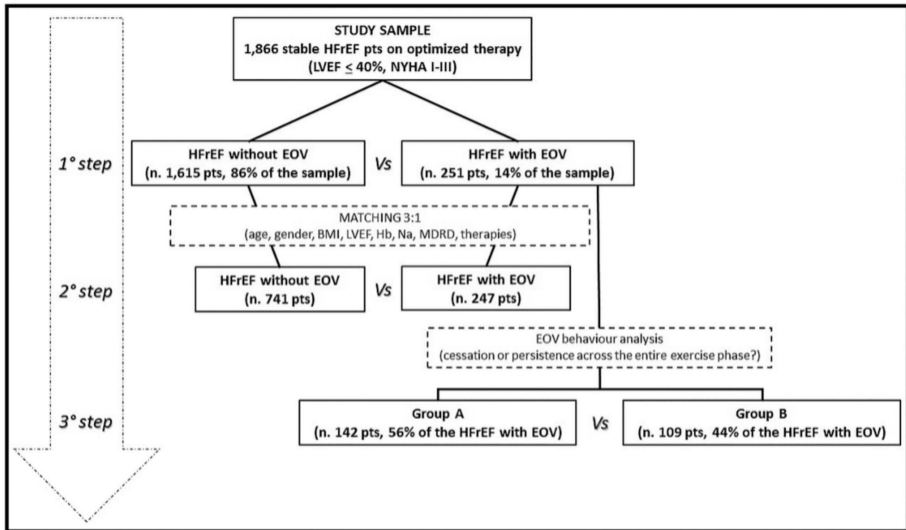 STUDY SAMPLE
1,866 stable HFrEF pts on optimized therapy
(LVEF ≤ 40%, NYHA I-III)
1° step
HFrEF without EOV
(n. 1,615 pts, 86% of the sample)
Vs
HFrEF with EOV
(n. 251 pts, 14% of the sample)
MATCHING 3:1
(age, gender, BMI, LVEF, Hb, Na, MDRD, therapies)
2° step
HFrEF without EOV
(n. 741 pts)
Vs
HFrEF with EOV
(n. 247 pts)
EOV behaviour analysis
(cessation or persistence across the entire exercise phase?)
3° step
Group A
(n. 142 pts, 56% of the HFrEF with EOV)
Vs
Group B
(n. 109 pts, 44% of the HFrEF with EOV)